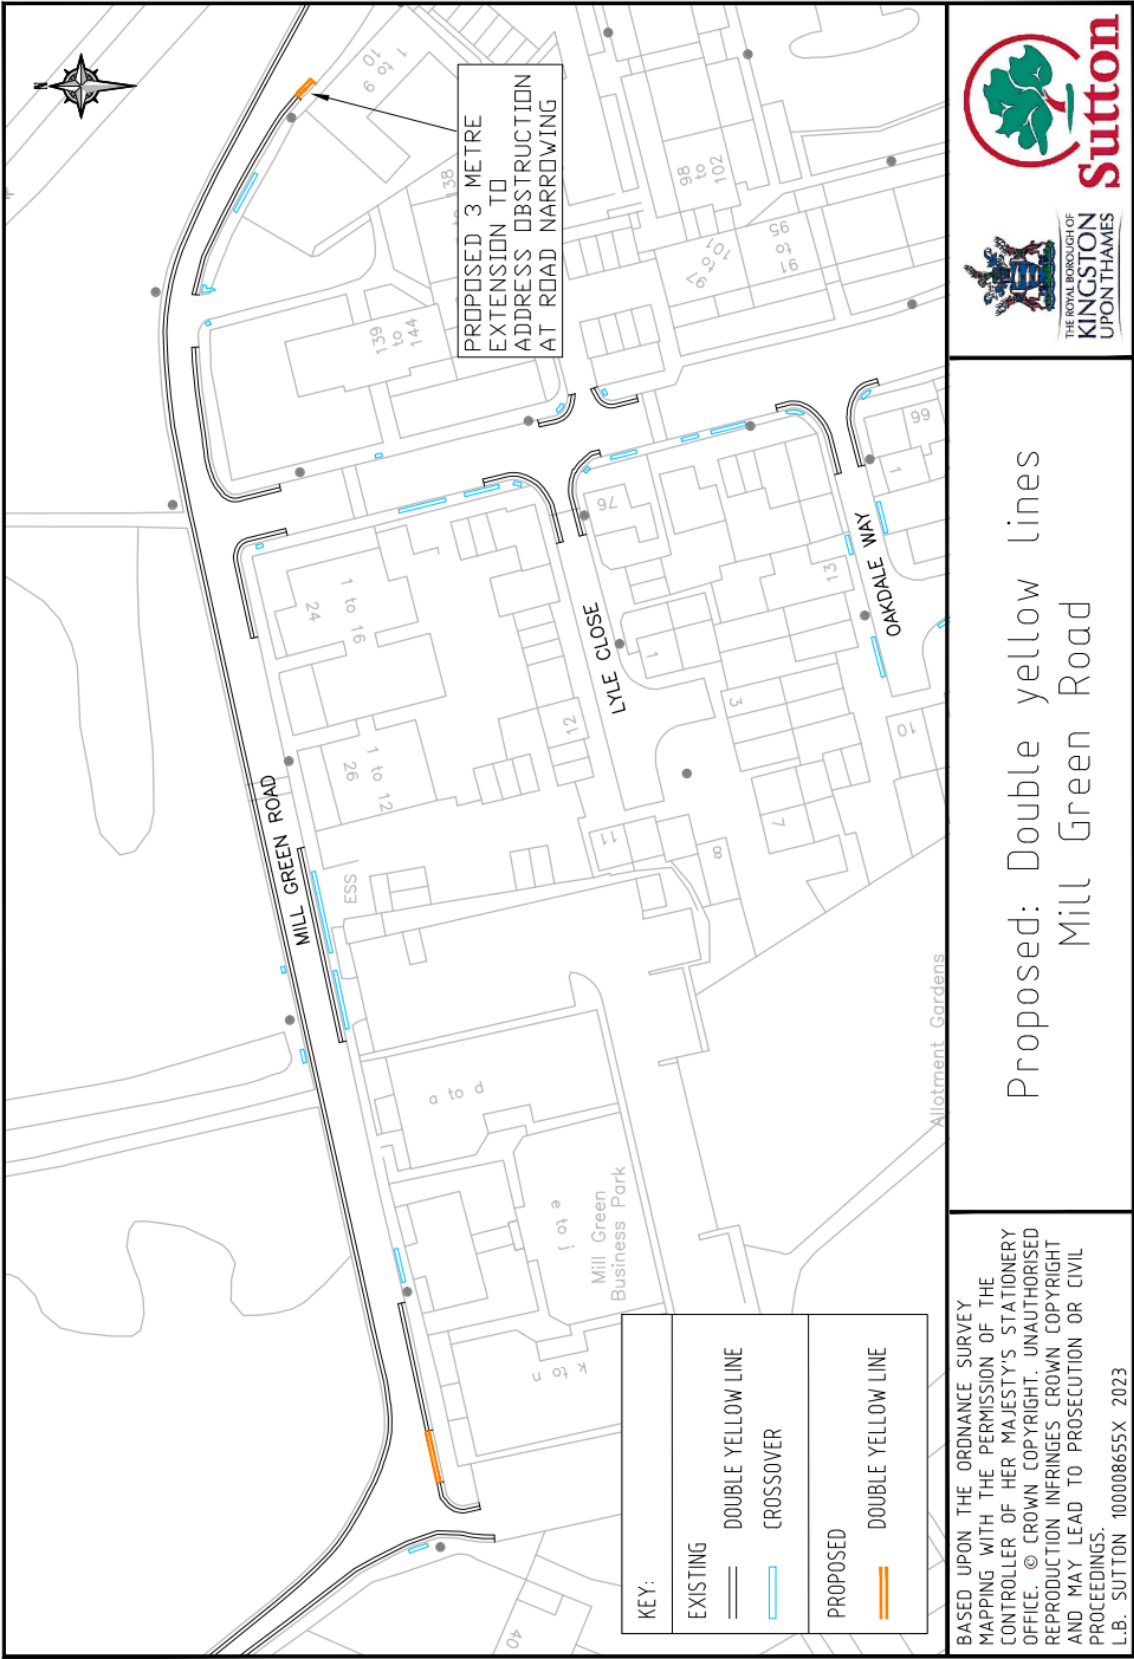 N
PROPOSED 3 METRE
EXTENSION TO
ADDRESS OBSTRUCTION
AT ROAD NARROWING
1 to 9
10
138
139
to
144
98
to
102
97
to
101
91
to
95
99
1
76
13
OAKDALE WAY
LYLE CLOSE
1
3
12
10
7
11
8
24
1 to 16
26
1 to 12
MILL GREEN ROAD
ESS
a to d
e to j
Mill Green
Business Park
k to n
Allotment Gardens
40
KEY:
EXISTING
DOUBLE YELLOW LINE
CROSSOVER
PROPOSED
DOUBLE YELLOW LINE
BASED UPON THE ORDNANCE SURVEY
MAPPING WITH THE PERMISSION OF THE
CONTROLLER OF HER MAJESTY'S STATIONERY
OFFICE. © CROWN COPYRIGHT. UNAUTHORISED
REPRODUCTION INFRINGES CROWN COPYRIGHT
AND MAY LEAD TO PROSECUTION OR CIVIL
PROCEEDINGS.
L.B. SUTTON 100008655X 2023
Proposed: Double yellow lines
Mill Green Road
THE ROYAL BOROUGH OF
KINGSTON
UPON THAMES
Sutton